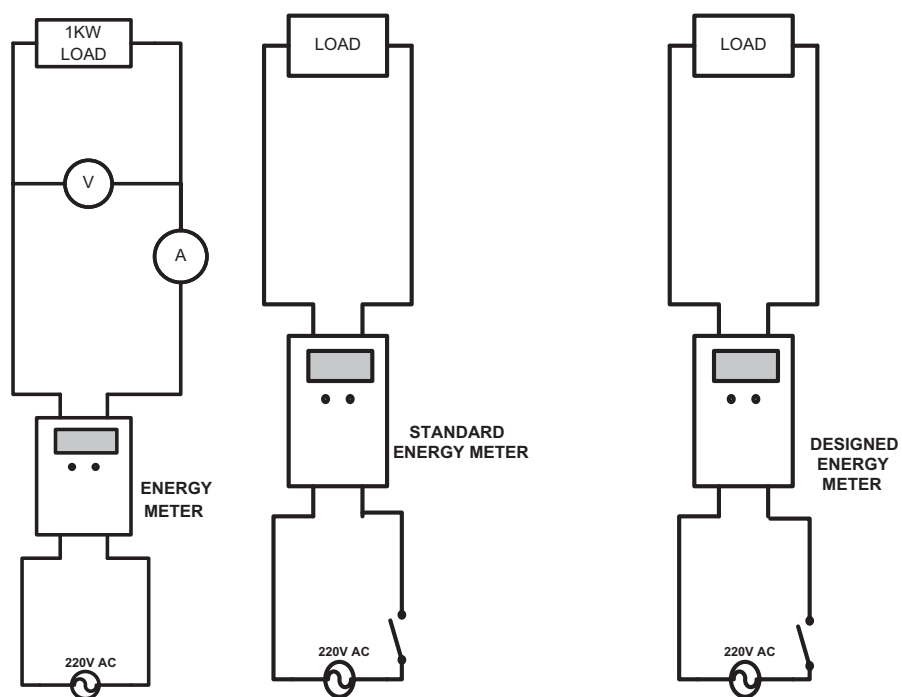 1KW
LOAD
V
A
ENERGY
METER
220V AC
LOAD
STANDARD
ENERGY METER
220V AC
LOAD
DESIGNED
ENERGY
METER
220V AC